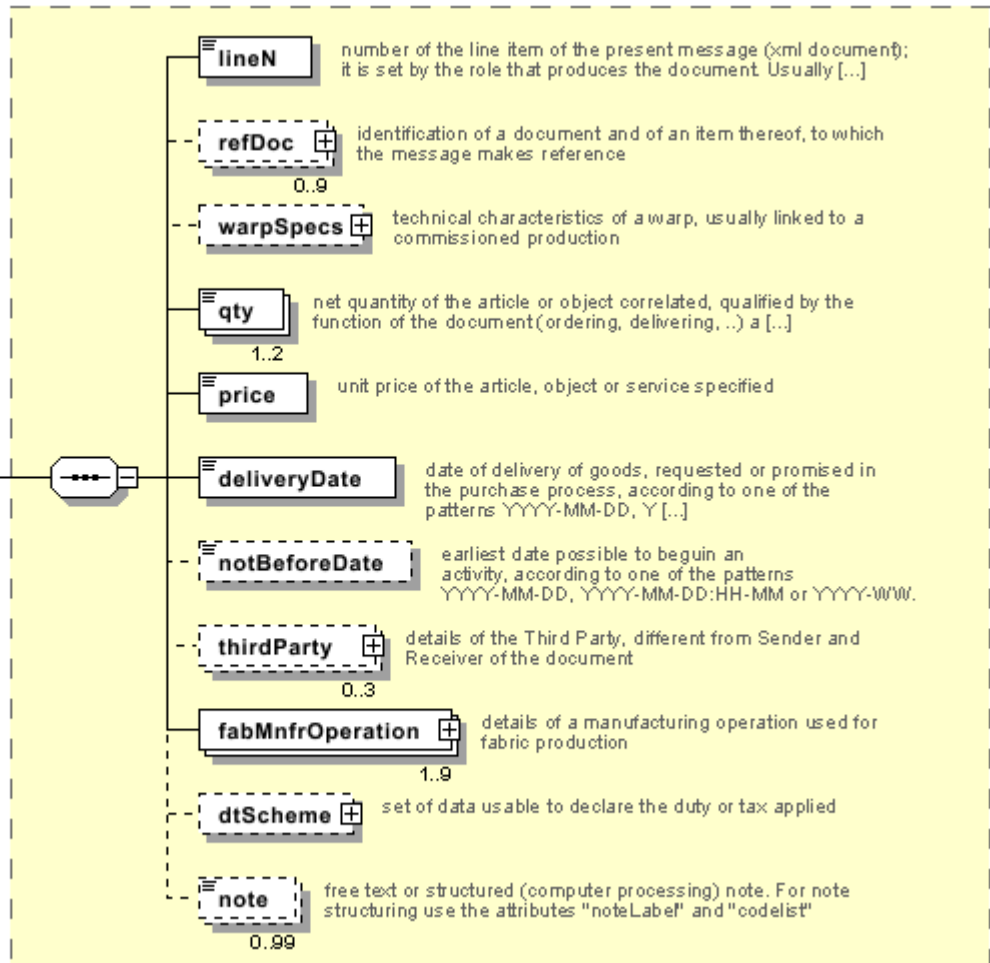 lineN
number of the line item of the present message (xml document);
it is set by the role that produces the document. Usually [...]
refDoc
identification of a document and of an item thereof, to which
the message makes reference
0..9
warpSpecs
technical characteristics of a warp, usually linked to a
commissioned production
qty
net quantity of the article or object correlated, qualified by the
function of the document (ordering, delivering, ..) a [...]
1..2
price
unit price of the article, object or service specified
deliveryDate
date of delivery of goods, requested or promised in
the purchase process, according to one of the
patterns YYYY-MM-DD, Y [...]
notBeforeDate
earliest date possible to beguin an
activity, according to one of the patterns
YYYY-MM-DD, YYYY-MM-DD:HH-MM or YYYY-WW.
thirdParty
details of the Third Party, different from Sender and
Receiver of the document
0..3
fabMnfrOperation
details of a manufacturing operation used for
fabric production
1..9
dtScheme
set of data usable to declare the duty or tax applied
note
free text or structured (computer processing) note. For note
structuring use the attributes "noteLabel" and "codelist"
0..99